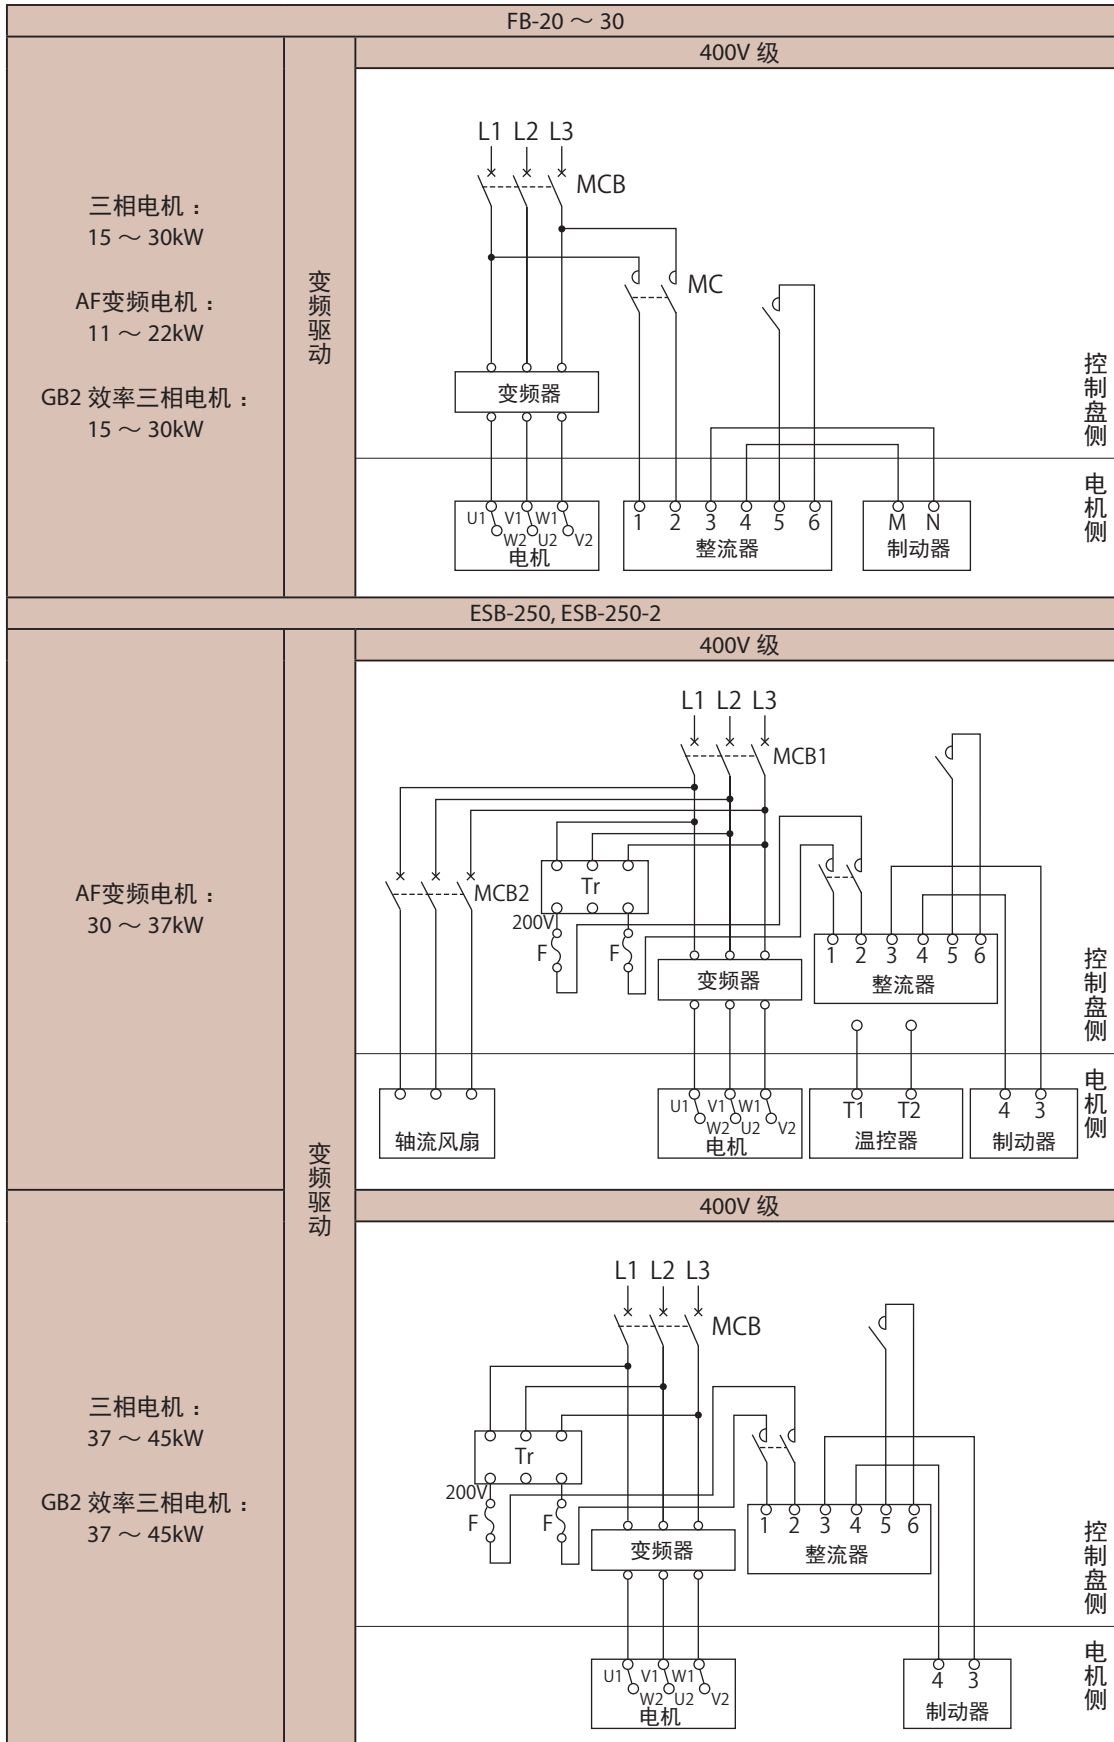 FB-20 ～ 30
400V 级
三相电机：
15 ～ 30kW
AF变频电机：
11 ～ 22kW
GB2 效率三相电机：
15 ～ 30kW
变频驱动
L1 L2 L3
MCB
MC
变频器
控制盘侧
电机侧
U1 V1 W1
W2 U2 V2
电机
1 2 3 4 5 6
整流器
M N
制动器
ESB-250, ESB-250-2
400V 级
AF变频电机：
30 ～ 37kW
变频驱动
L1 L2 L3
MCB1
MCB2
Tr
200V
F F
变频器
1 2 3 4 5 6
整流器
控制盘侧
电机侧
轴流风扇
U1 V1 W1
W2 U2 V2
电机
T1 T2
温控器
4 3
制动器
400V 级
三相电机：
37 ～ 45kW
GB2 效率三相电机：
37 ～ 45kW
L1 L2 L3
MCB
Tr
200V
F F
变频器
1 2 3 4 5 6
整流器
控制盘侧
电机侧
U1 V1 W1
W2 U2 V2
电机
4 3
制动器